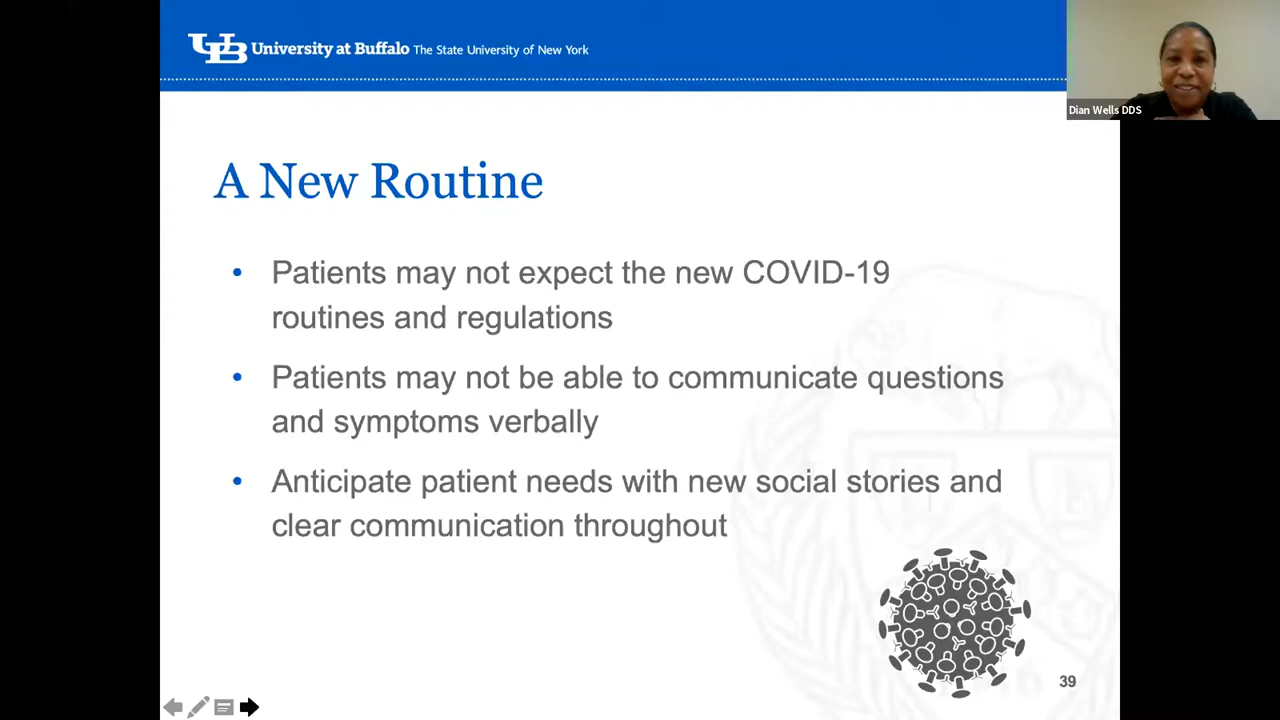 University at Buffalo The State University of New York
Dian Wells DDS
A New Routine
• Patients may not expect the new COVID-19
routines and regulations
• Patients may not be able to communicate questions
and symptoms verbally
• Anticipate patient needs with new social stories and
clear communication throughout
39